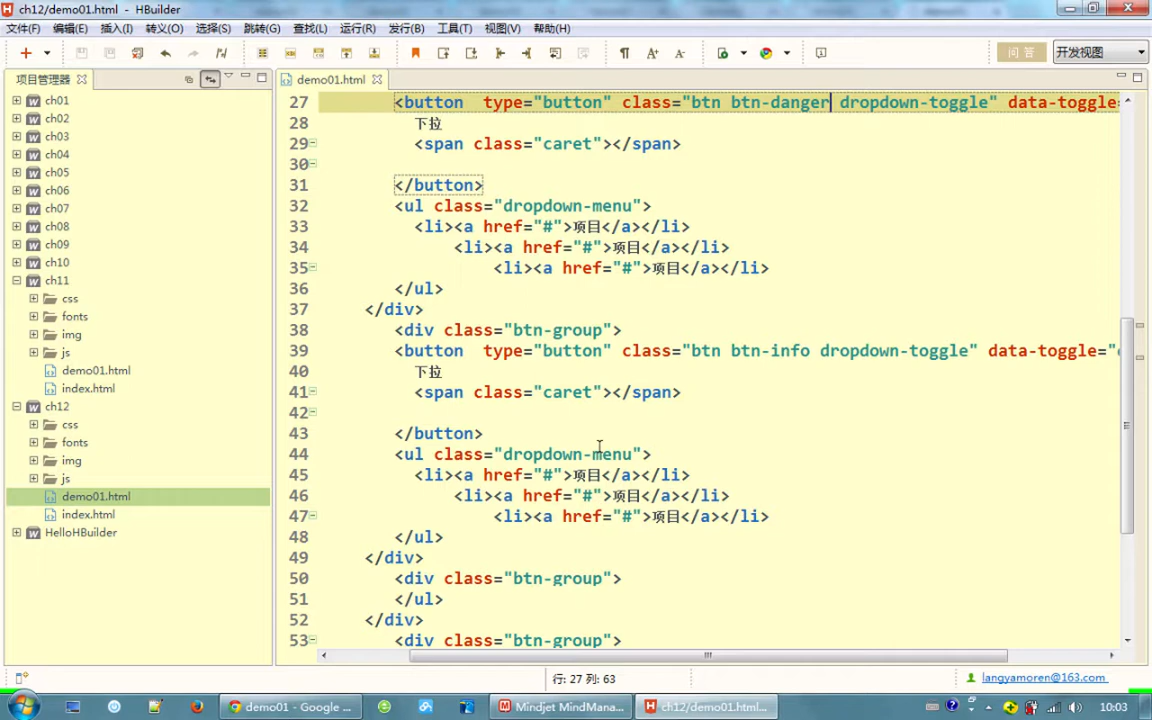 ch12/demo01.html - HBuilder
文件(F) 编辑(E) 插入(I) 转义(O) 选择(S) 跳转(G) 查找(L) 运行(R) 发行(B) 工具(T) 视图(V) 帮助(H)
问 答 开发视图
项目管理器
demo01.html
ch01
ch02
ch03
ch04
ch05
ch06
ch07
ch08
ch09
ch10
ch11
css
fonts
img
js
demo01.html
index.html
ch12
css
fonts
img
js
demo01.html
index.html
HelloHBuilder
27 <button  type="button" class="btn btn-danger dropdown-toggle" data-toggle=
28 下拉
29 <span class="caret"></span>
30
31 </button>
32 <ul class="dropdown-menu">
33 <li><a href="#">项目</a></li>
34 <li><a href="#">项目</a></li>
35 <li><a href="#">项目</a></li>
36 </ul>
37 </div>
38 <div class="btn-group">
39 <button  type="button" class="btn btn-info dropdown-toggle" data-toggle="
40 下拉
41 <span class="caret"></span>
42
43 </button>
44 <ul class="dropdown-menu">
45 <li><a href="#">项目</a></li>
46 <li><a href="#">项目</a></li>
47 <li><a href="#">项目</a></li>
48 </ul>
49 </div>
50 <div class="btn-group">
51 </ul>
52 </div>
53 <div class="btn-group">
行: 27 列: 63
langyamoren@163.com
demo01 - Google ...
Mindjet MindMana...
ch12/demo01.html...
10:03